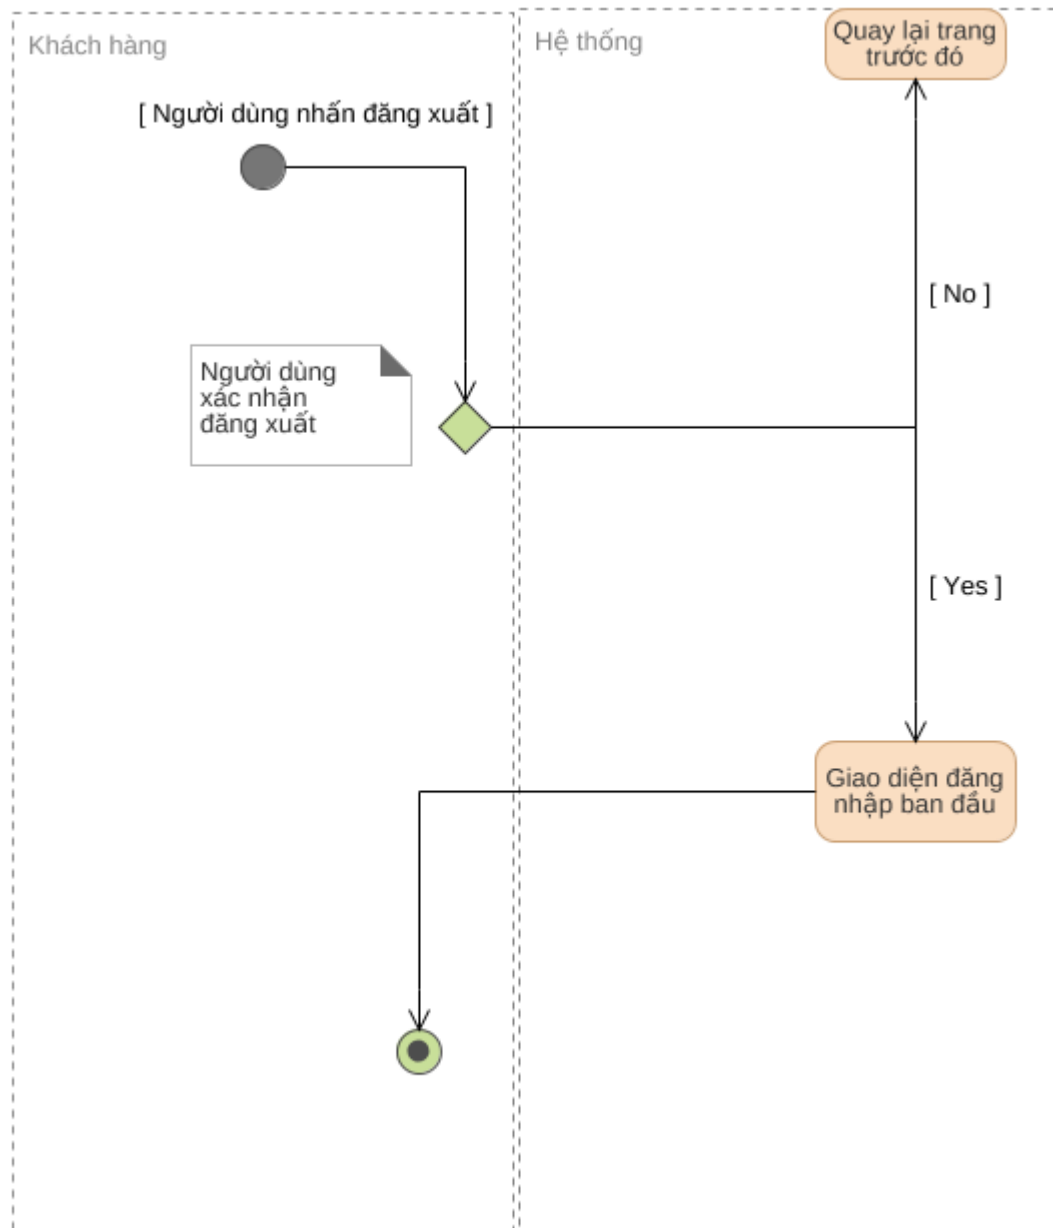 Khách hàng
Hệ thống
Quay lại trang
trước đó
[ Người dùng nhấn đăng xuất ]
[ No ]
Người dùng
xác nhận
đăng xuất
[ Yes ]
Giao diện đăng
nhập ban đầu